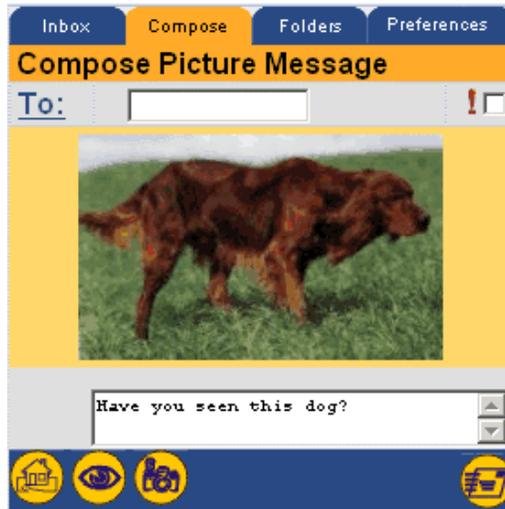 Inbox
Compose
Folders
Preferences
Compose Picture Message
To:
!
Have you seen this dog?